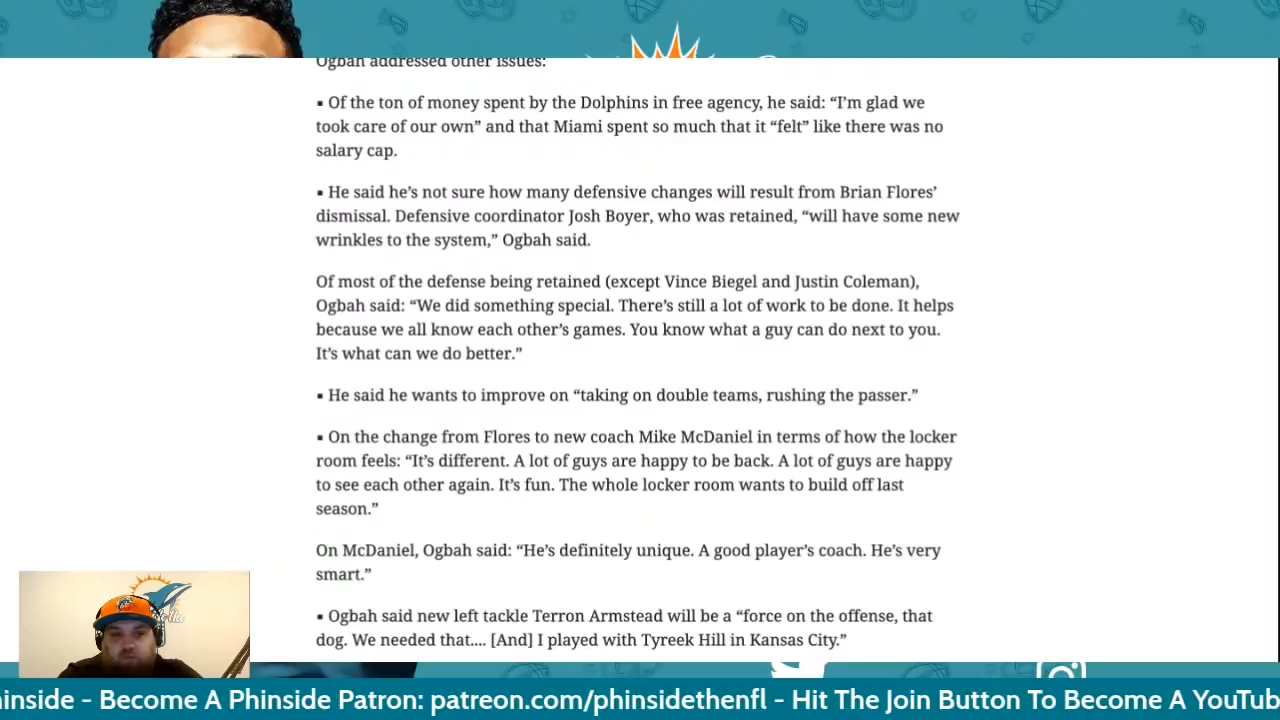 Ogbah addressed other issues:
▪ Of the ton of money spent by the Dolphins in free agency, he said: “I’m glad we
took care of our own” and that Miami spent so much that it “felt” like there was no
salary cap.
▪ He said he’s not sure how many defensive changes will result from Brian Flores’
dismissal. Defensive coordinator Josh Boyer, who was retained, “will have some new
wrinkles to the system,” Ogbah said.
Of most of the defense being retained (except Vince Biegel and Justin Coleman),
Ogbah said: “We did something special. There’s still a lot of work to be done. It helps
because we all know each other’s games. You know what a guy can do next to you.
It’s what can we do better.”
▪ He said he wants to improve on “taking on double teams, rushing the passer.”
▪ On the change from Flores to new coach Mike McDaniel in terms of how the locker
room feels: “It’s different. A lot of guys are happy to be back. A lot of guys are happy
to see each other again. It’s fun. The whole locker room wants to build off last
season.”
On McDaniel, Ogbah said: “He’s definitely unique. A good player’s coach. He’s very
smart.”
▪ Ogbah said new left tackle Terron Armstead will be a “force on the offense, that
dog. We needed that.... [And] I played with Tyreek Hill in Kansas City.”
hinside - Become A Phinside Patron: patreon.com/phinsidethenfl - Hit The Join Button To Become A YouTub